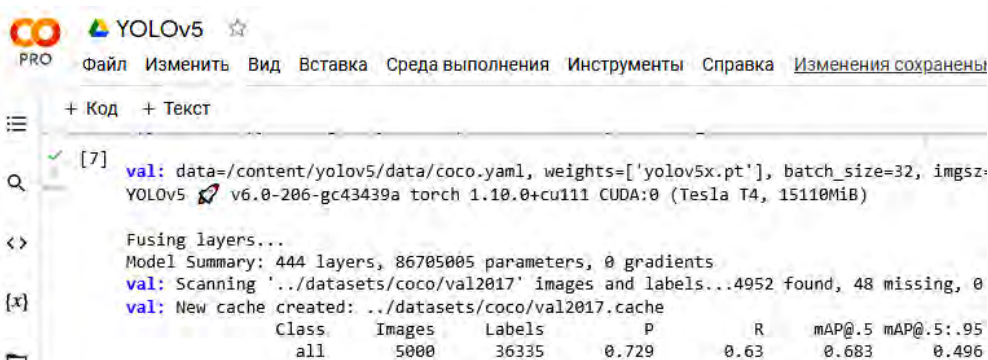 CO YOLOv5
PRO Файл Изменить Вид Вставка Среда выполнения Инструменты Справка Изменения сохранены
+ Код + Текст
[7]
val: data=/content/yolov5/data/coco.yaml, weights=['yolov5x.pt'], batch_size=32, imgsz=
YOLOv5 🚀 v6.0-206-gc43439a torch 1.10.0+cu111 CUDA:0 (Tesla T4, 15110MiB)
Fusing layers...
Model Summary: 444 layers, 86705005 parameters, 0 gradients
val: Scanning '../datasets/coco/val2017' images and labels...4952 found, 48 missing, 0
val: New cache created: ../datasets/coco/val2017.cache
Class Images Labels P R mAP@.5 mAP@.5:.95
all 5000 36335 0.729 0.63 0.683 0.496